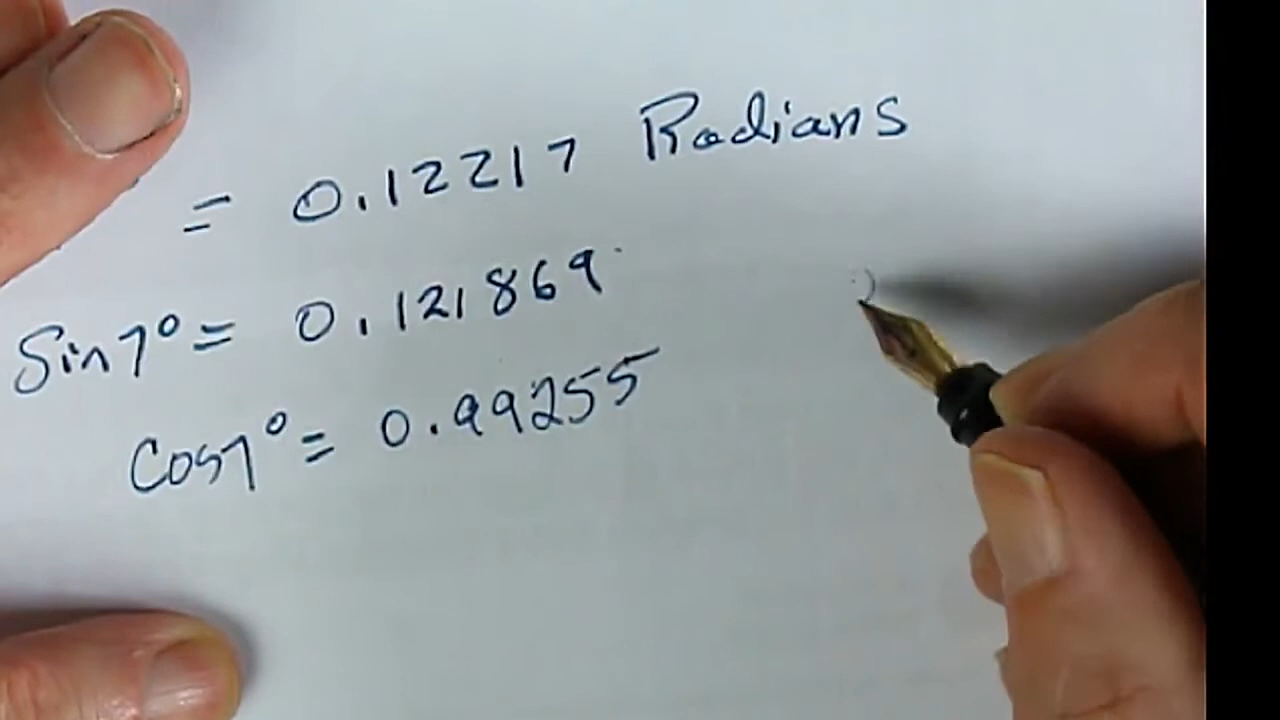 = 0.12217 Radians
Sin7° = 0.121869
Cos7° = 0.99255